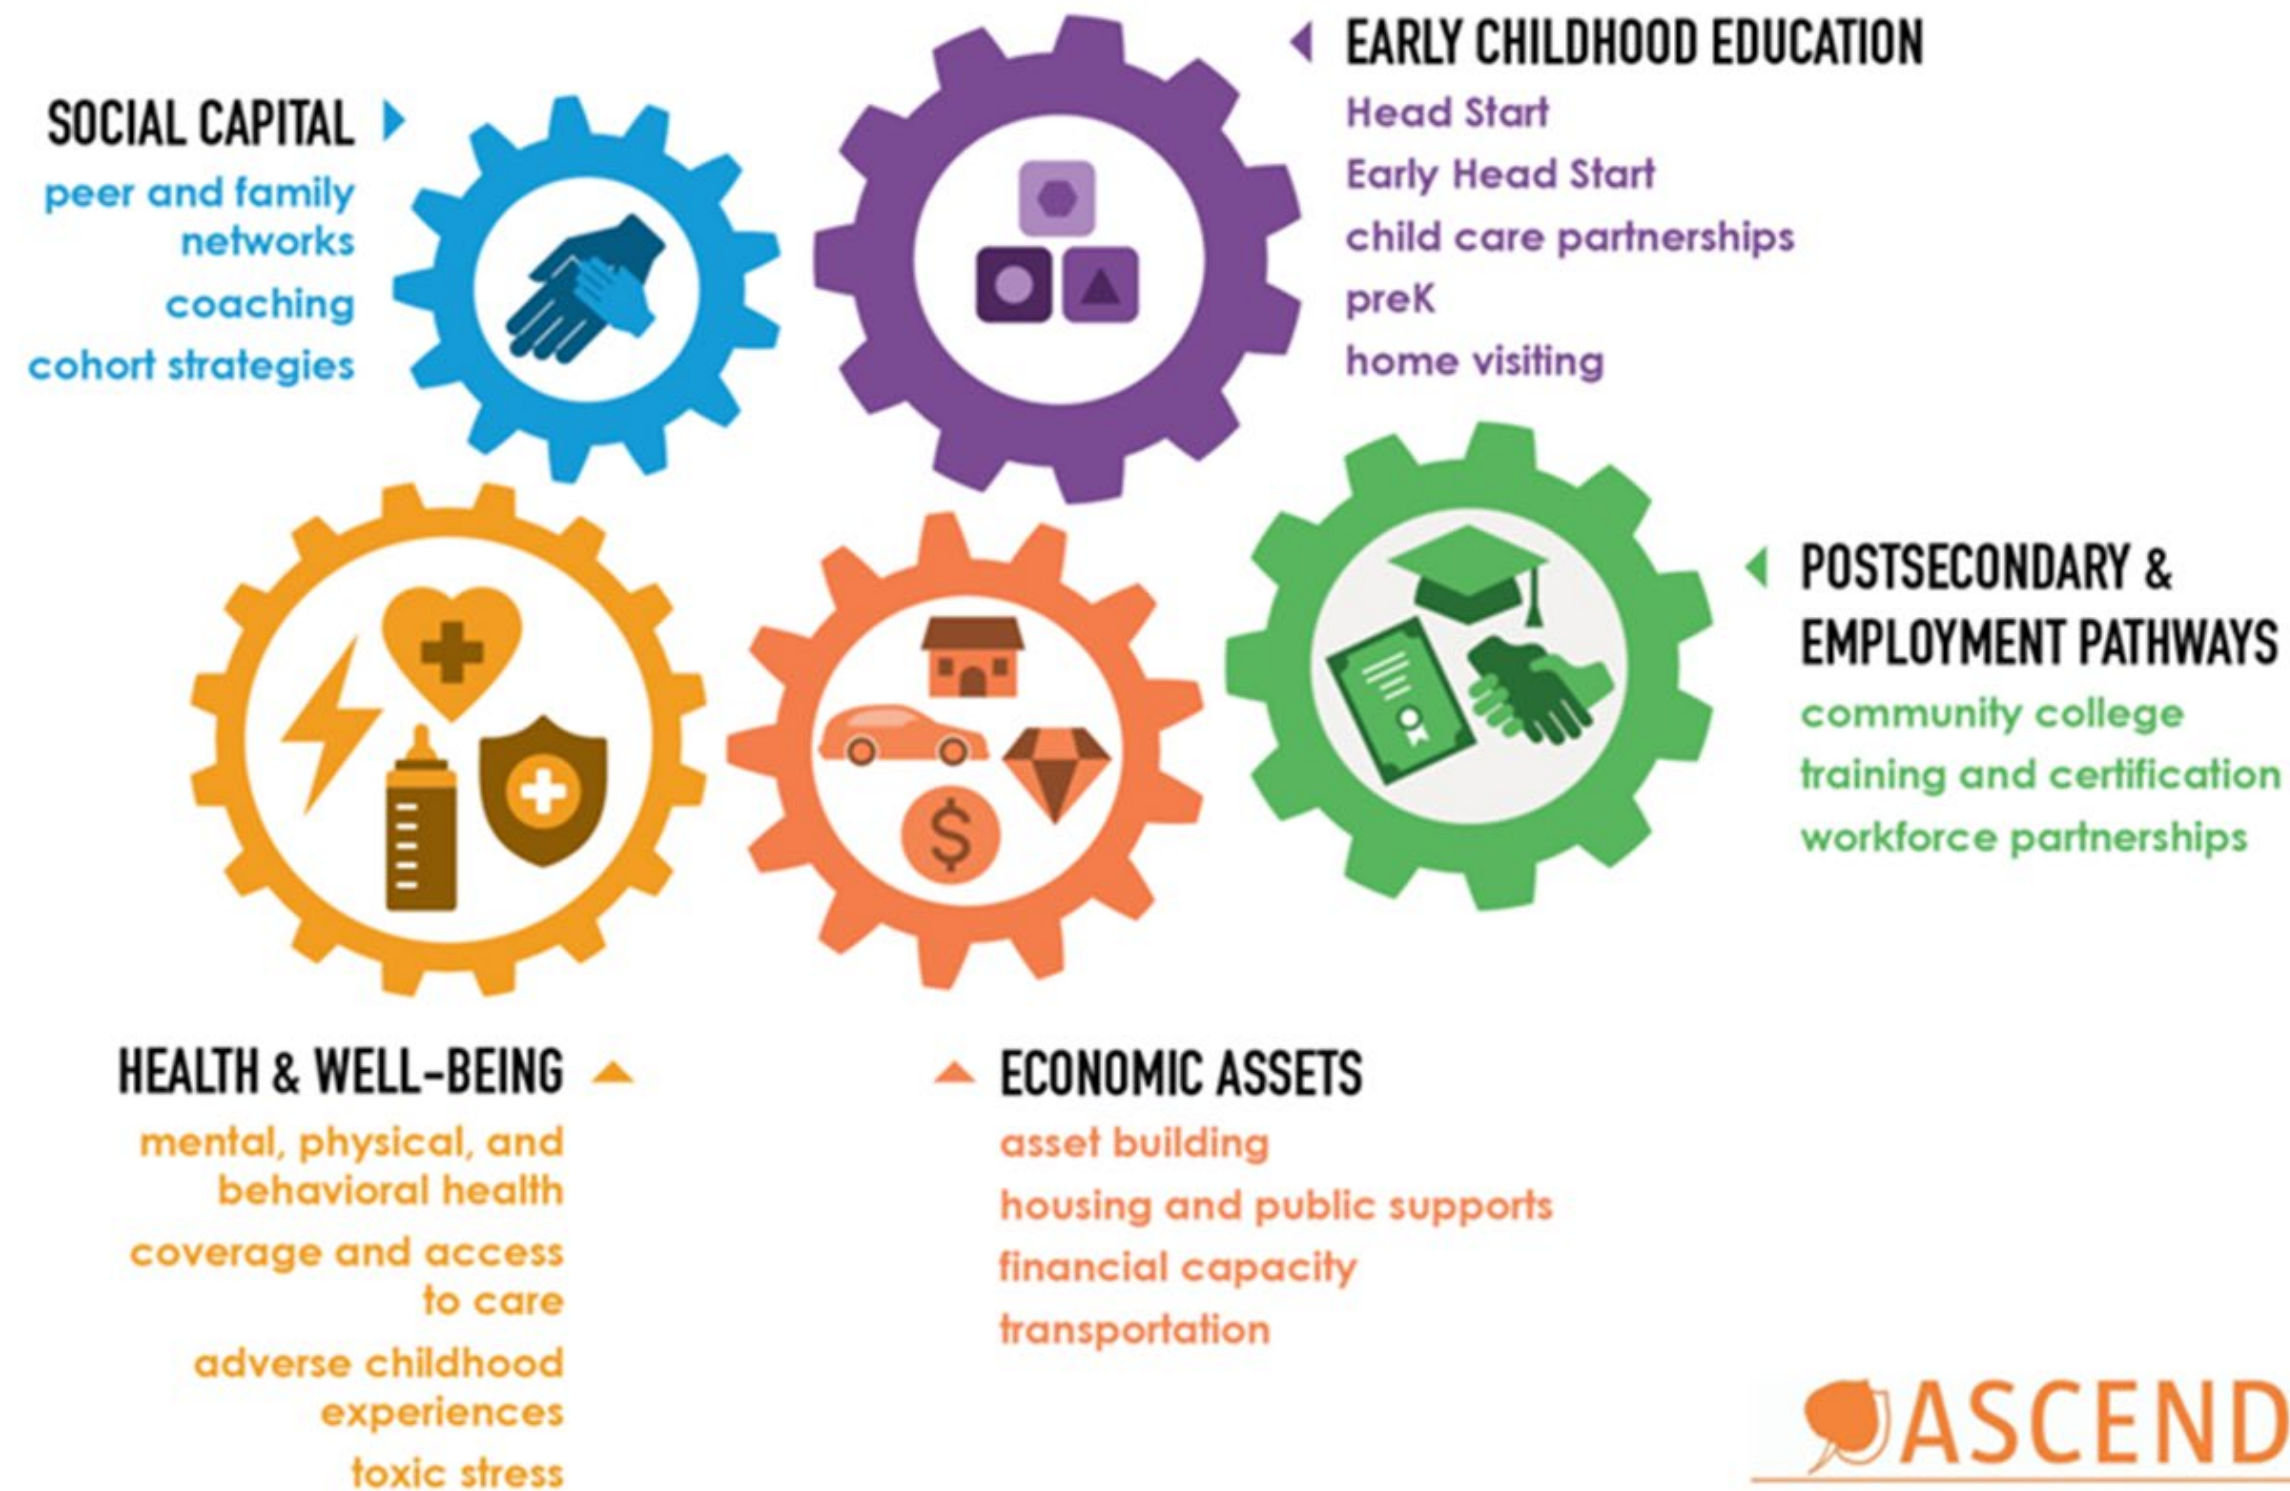 SOCIAL CAPITAL
peer and family
networks
coaching
cohort strategies
EARLY CHILDHOOD EDUCATION
Head Start
Early Head Start
child care partnerships
preK
home visiting
POSTSECONDARY &
EMPLOYMENT PATHWAYS
community college
training and certification
workforce partnerships
$
HEALTH & WELL-BEING
mental, physical, and
behavioral health
coverage and access
to care
adverse childhood
experiences
toxic stress
ECONOMIC ASSETS
asset building
housing and public supports
financial capacity
transportation
ASCEND